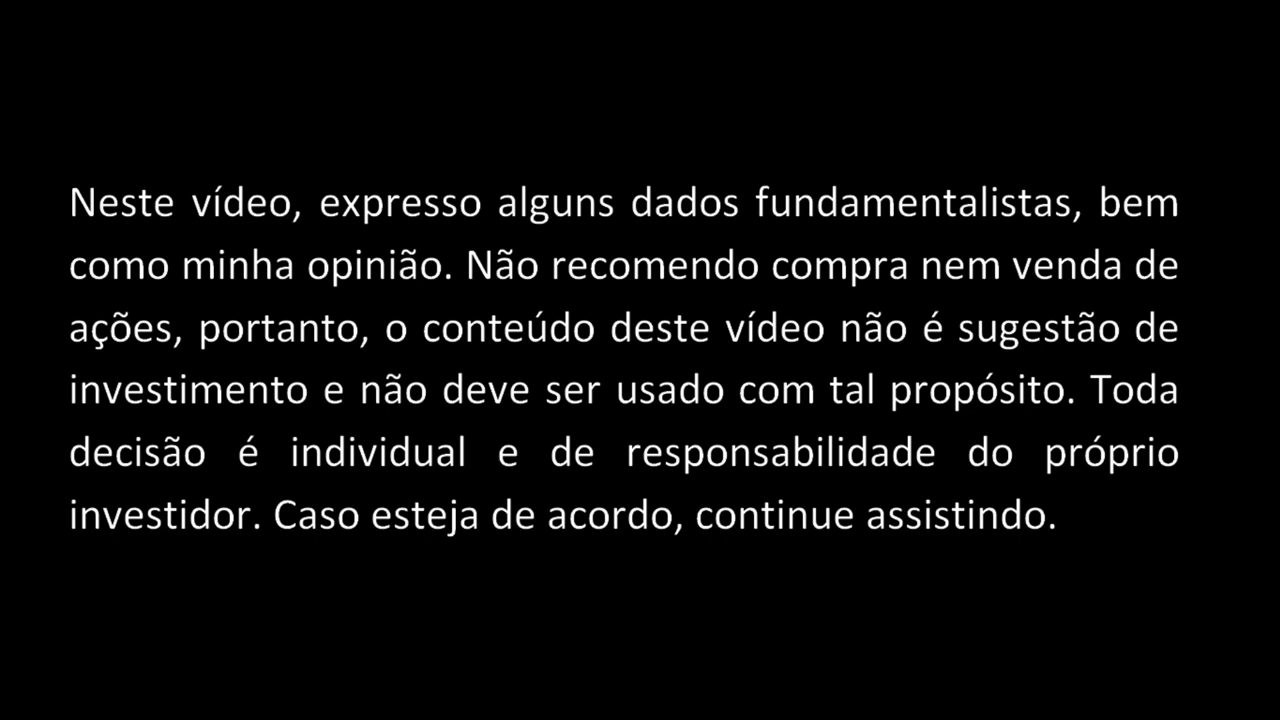 Neste vídeo, expresso alguns dados fundamentalistas, bem
como minha opinião. Não recomendo compra nem venda de
ações, portanto, o conteúdo deste vídeo não é sugestão de
investimento e não deve ser usado com tal propósito. Toda
decisão é individual e de responsabilidade do próprio
investidor. Caso esteja de acordo, continue assistindo.